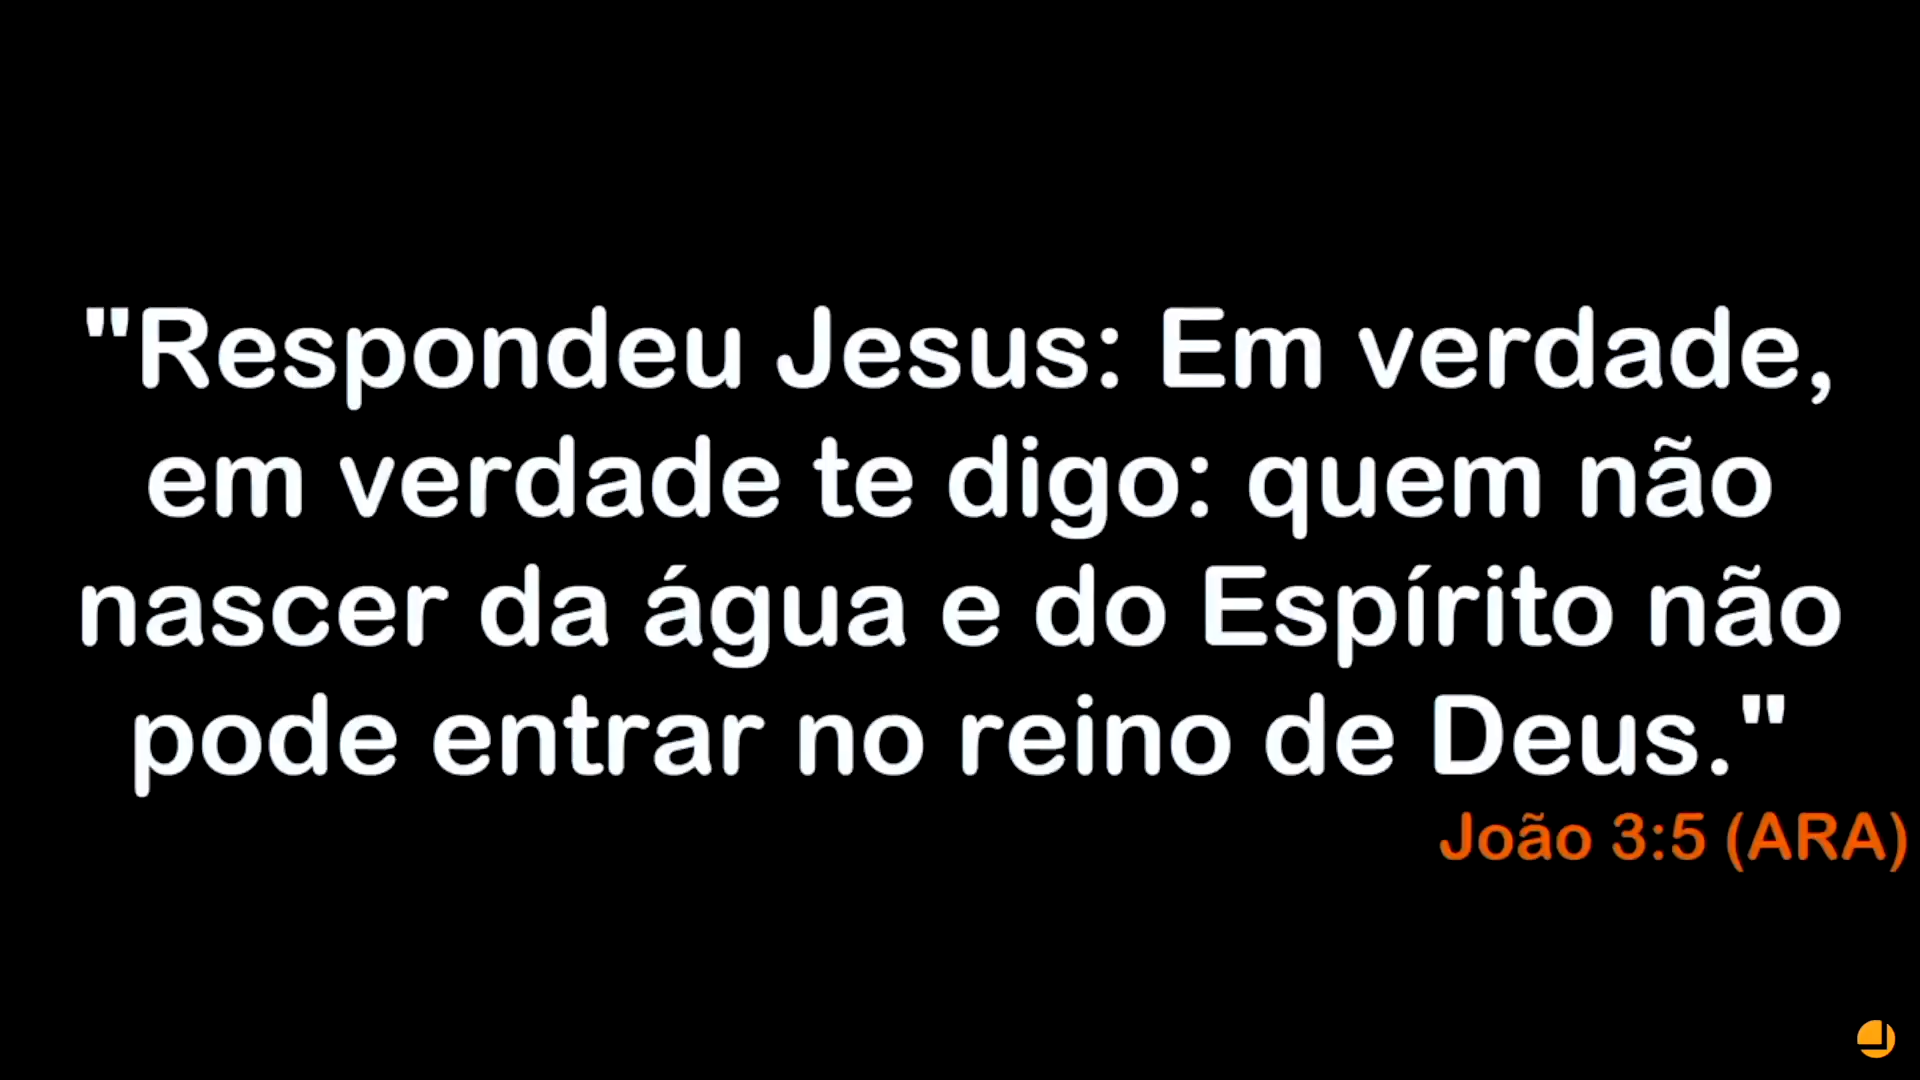 "Respondeu Jesus: Em verdade,
em verdade te digo: quem não
nascer da água e do Espírito não
pode entrar no reino de Deus."
João 3:5 (ARA)